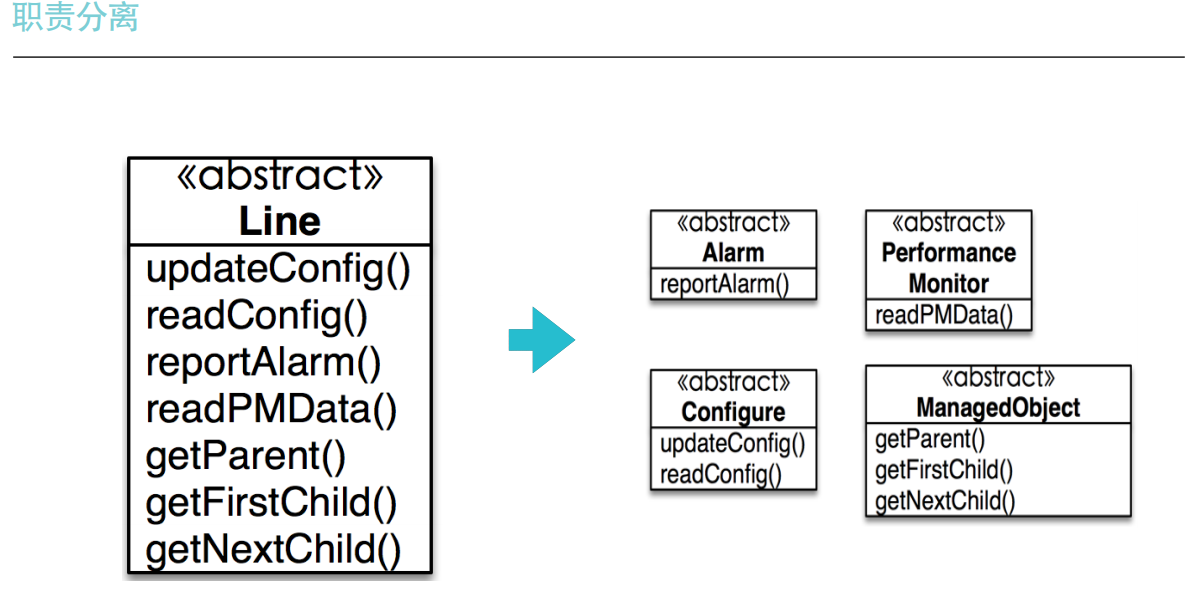 职责分离
«abstract»
Line
updateConfig()
readConfig()
reportAlarm()
readPMData()
getParent()
getFirstChild()
getNextChild()
«abstract»
Alarm
reportAlarm()
«abstract»
Performance
Monitor
readPMData()
«abstract»
Configure
updateConfig()
readConfig()
«abstract»
ManagedObject
getParent()
getFirstChild()
getNextChild()